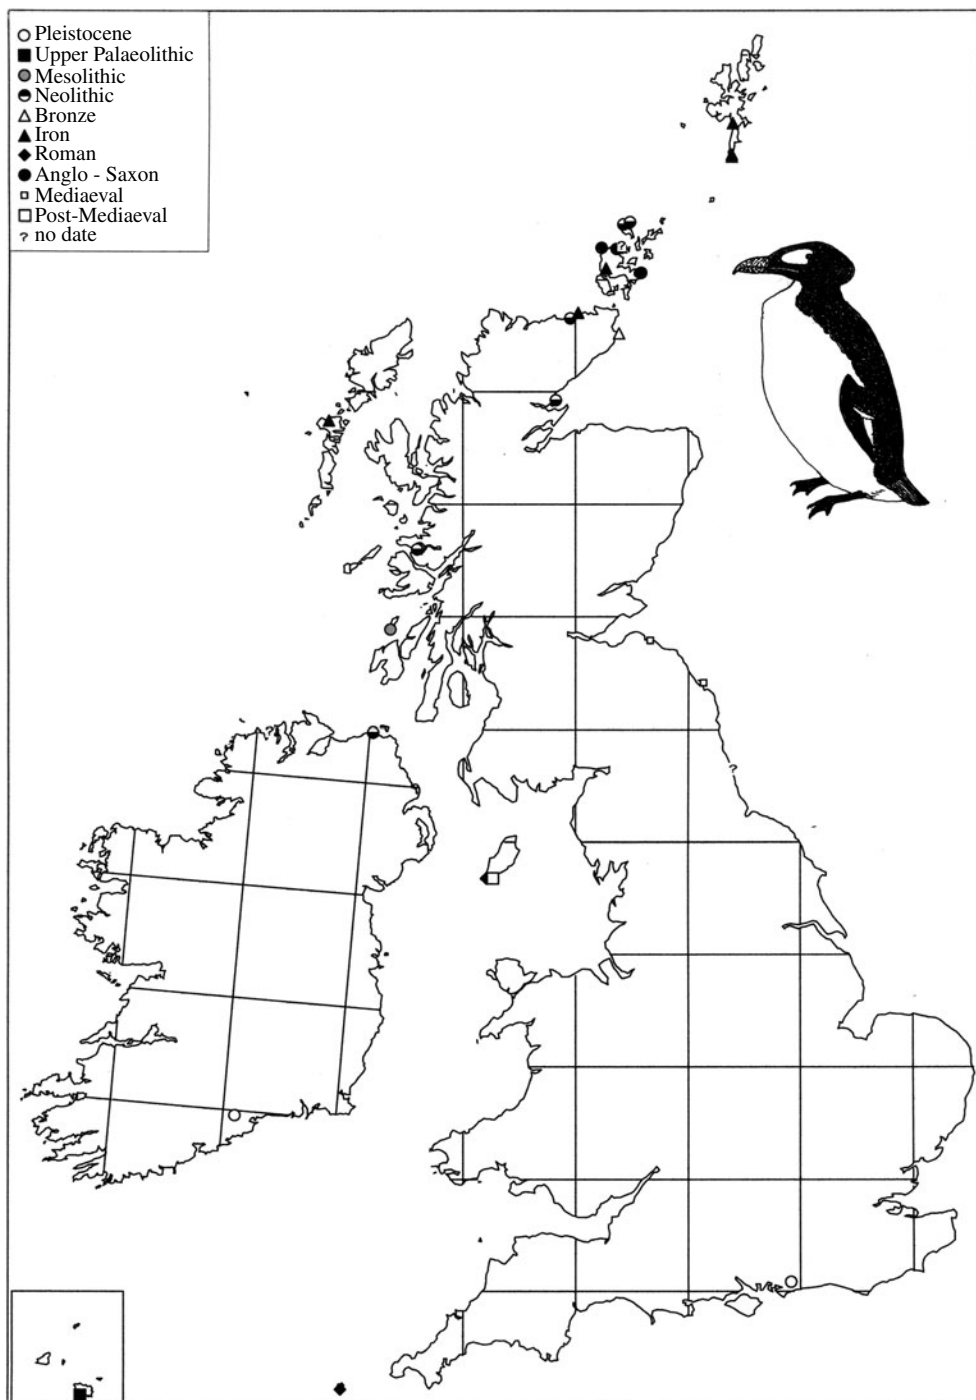 Pleistocene
Upper Palaeolithic
Mesolithic
Neolithic
Bronze
Iron
Roman
Anglo - Saxon
Mediaeval
Post-Mediaeval
? no date
?
?
?